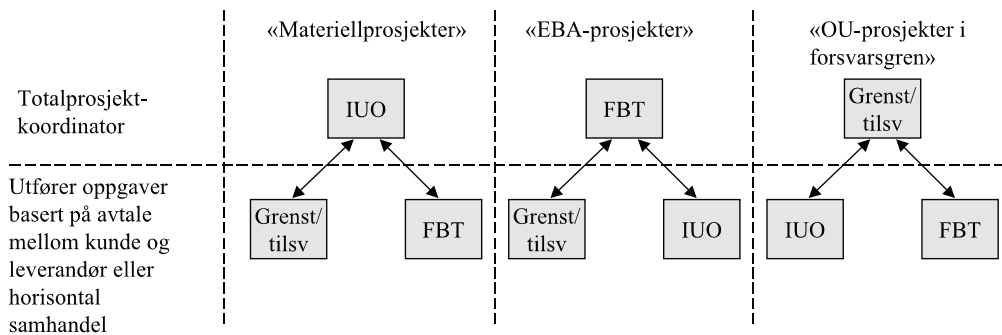 «Materiellprosjekter»
«EBA-prosjekter»
«OU-prosjekter i
forsvarsgren»
Totalprosjekt-
koordinator
IUO
FBT
Grenst/
tilsv
Utfører oppgaver
basert på avtale
mellom kunde og
leverandør eller
horisontal
samhandel
Grenst/
tilsv
FBT
Grenst/
tilsv
IUO
IUO
FBT